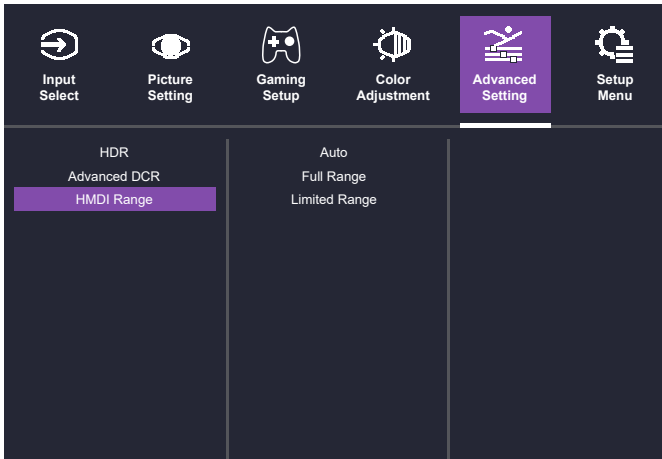 Input
Select
Picture
Setting
Gaming
Setup
Color
Adjustment
Advanced
Setting
Setup
Menu
HDR
Advanced DCR
HMDI Range
Auto
Full Range
Limited Range